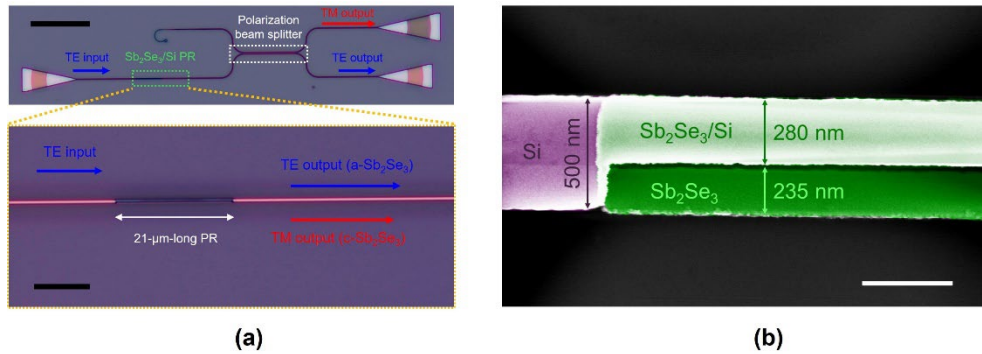 Polarization
beam splitter
TM output
TE input
Sb₂Se₃/Si PR
TE output
TE input
TE output (a-Sb₂Se₃)
21-μm-long PR
TM output (c-Sb₂Se₃)
(a)
Si
500 nm
Sb₂Se₃/Si
280 nm
Sb₂Se₃
235 nm
(b)